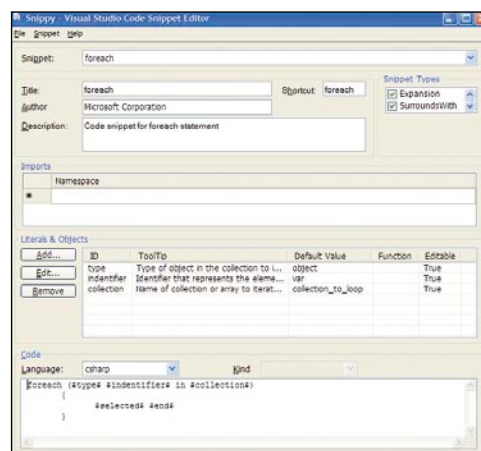 Snippy - Visual Studio Code Snippet Editor
File Snippet Help
Snippet: foreach
Title: foreach Shortcut foreach
Snippet Types
Expansion
SurroundsWith
Author Microsoft Corporation
Description: Code snippet for foreach statement
Imports
Namespace
Literals & Objects
Add...
Edit...
Remove
ID ToolTip Default Value Function Editable
type Type of object in the collection to i... object True
indentifier Identifier that represents the eleme... var True
collection Name of collection or array to iterat... collection_to_loop True
Code
Language: csharp Kind
foreach (#type# #indentifier# in #collection#)
{
#selected# #end#
}